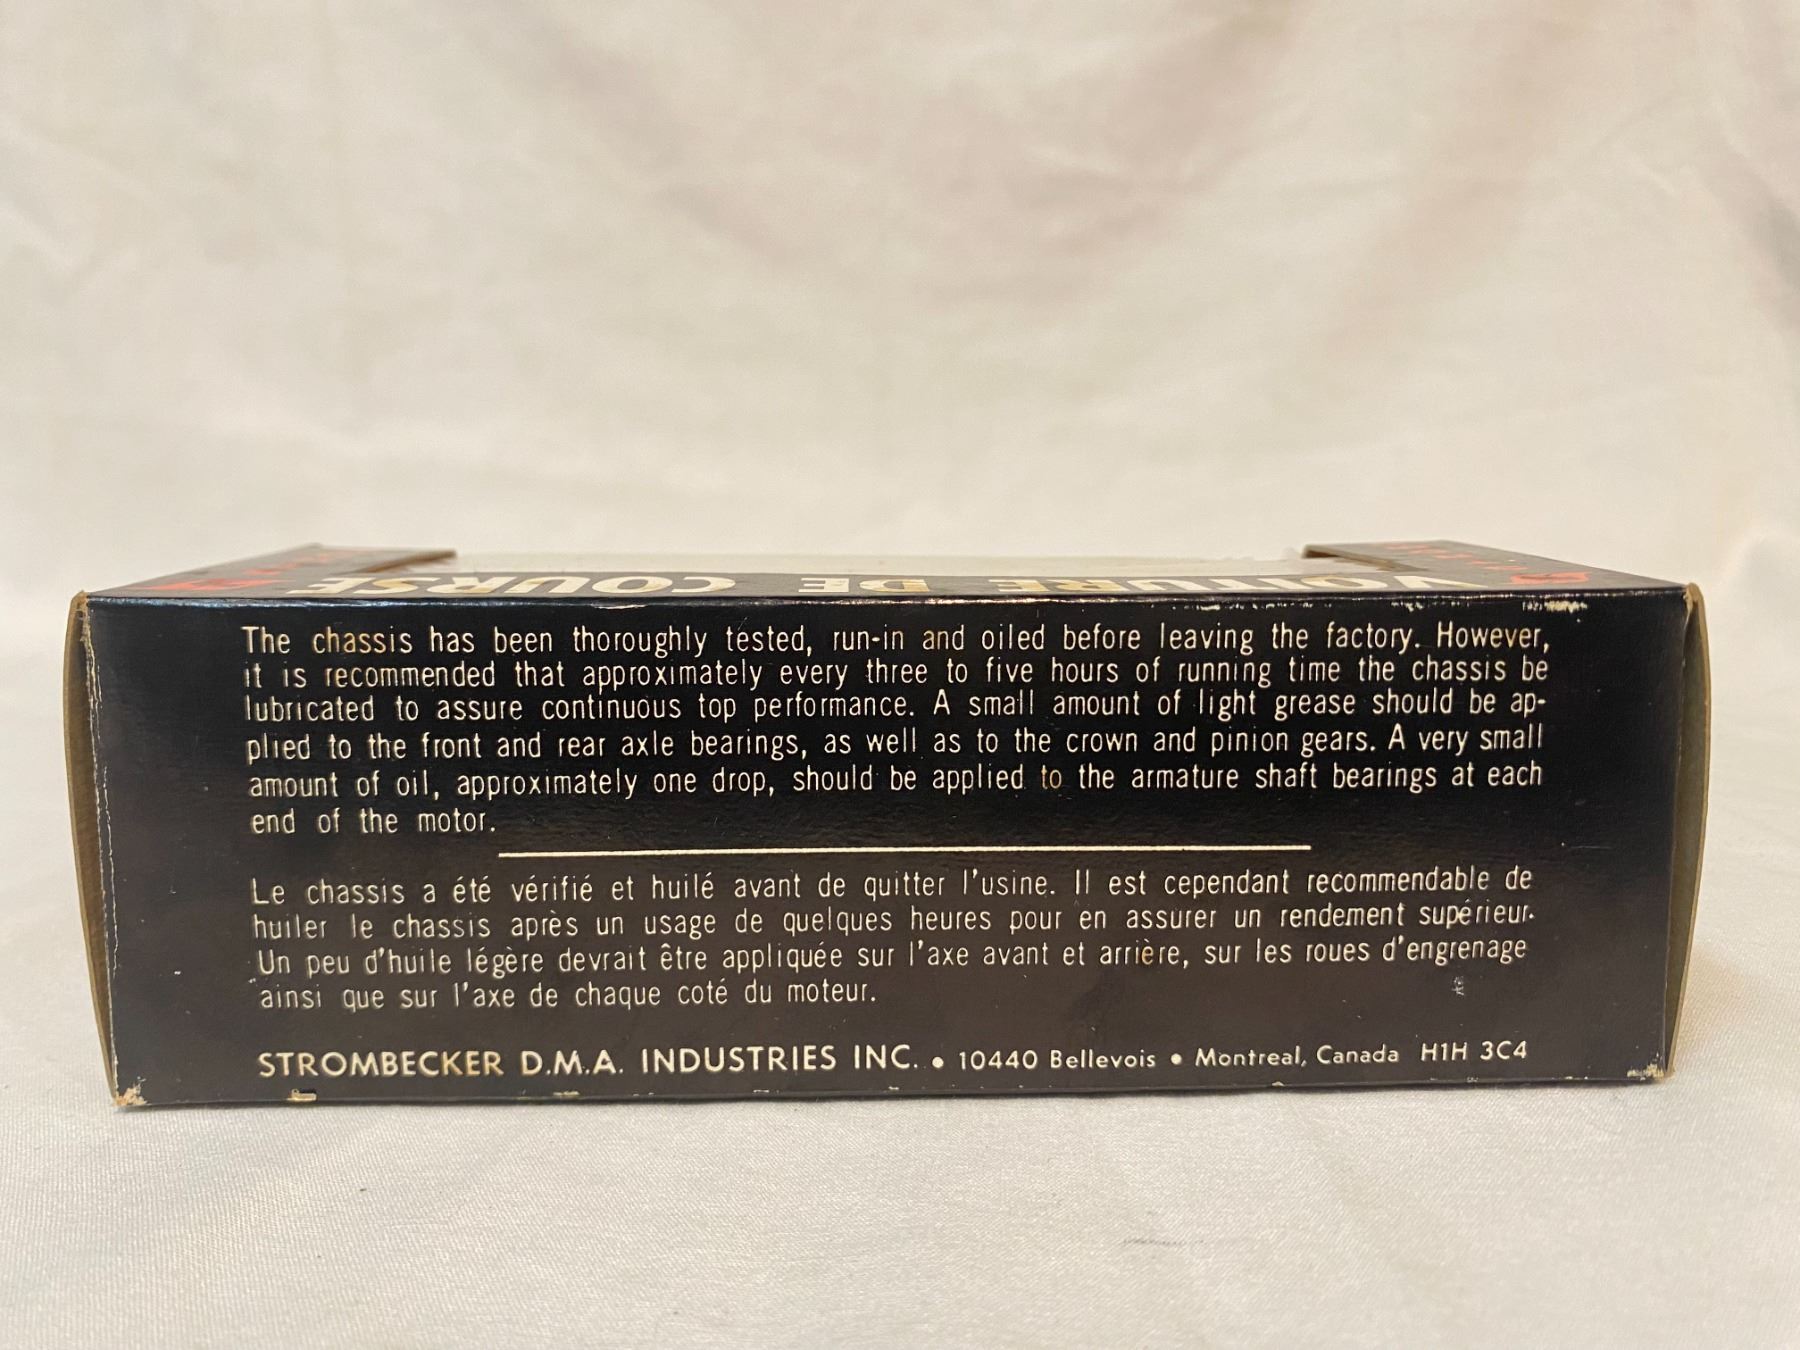 VOITURE DE COURSE
The chassis has been thoroughly tested, run-in and oiled before leaving the factory. However,
it is recommended that approximately every three to five hours of running time the chassis be
lubricated to assure continuous top performance. A small amount of light grease should be ap-
plied to the front and rear axle bearings, as well as to the crown and pinion gears. A very small
amount of oil, approximately one drop, should be applied to the armature shaft bearings at each
end of the motor.
Le chassis a été vérifié et huilé avant de quitter l'usine. Il est cependant recommendable de
huiler le chassis après un usage de quelques heures pour en assurer un rendement supérieur.
Un peu d'huile légère devrait être appliquée sur l'axe avant et arrière, sur les roues d'engrenage
ainsi que sur l'axe de chaque coté du moteur.
STROMBECKER D.M.A. INDUSTRIES INC. • 10440 Bellevois • Montreal, Canada H1H 3C4